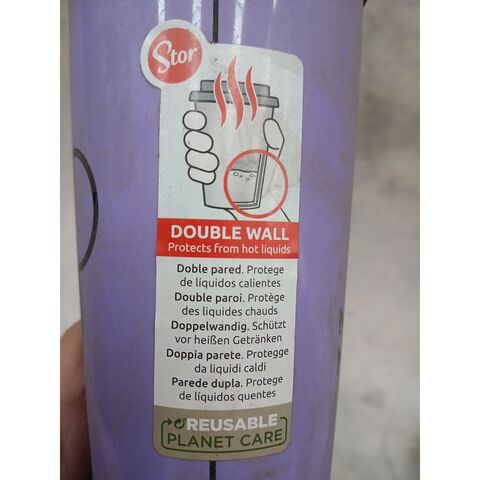 Stor
DOUBLE WALL
Protects from hot liquids
Doble pared. Protege
de líquidos calientes
Double paroi. Protège
des liquides chauds
Doppelwandig. Schützt
vor heißen Getränken
Doppia parete. Protegge
da liquidi caldi
Parede dupla. Protege
de líquidos quentes
REUSABLE
PLANET CARE